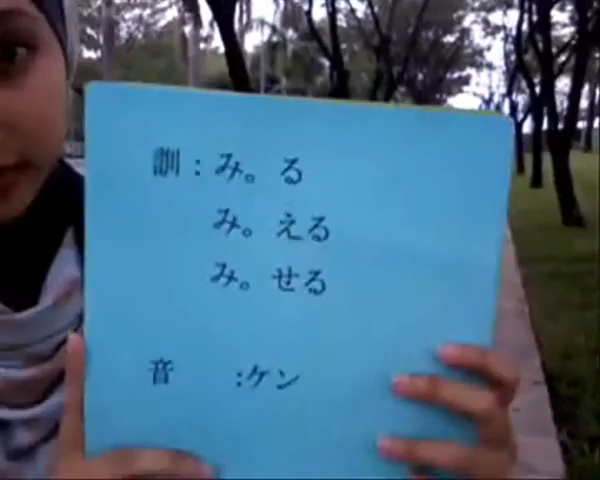 訓：み。る
み。える
み。せる
音　：ケン